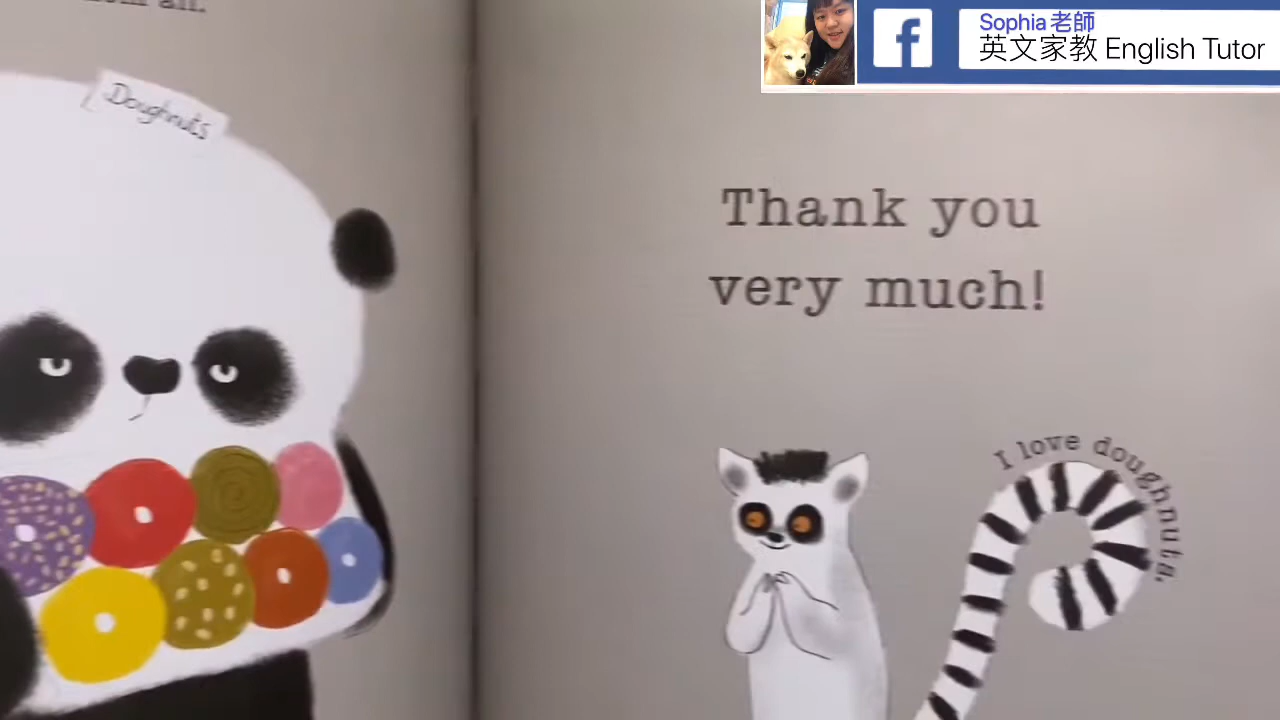 all.
Doughnuts
Thank you
very much!
I love doughnuts.
Sophia老師
英文家教 English Tutor